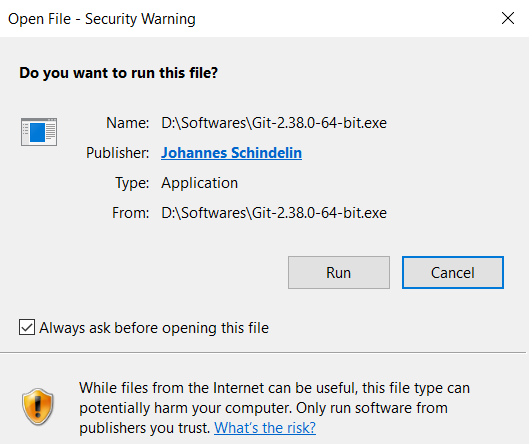 Open File - Security Warning
Do you want to run this file?
Name: D:\Softwares\Git-2.38.0-64-bit.exe
Publisher: Johannes Schindelin
Type: Application
From: D:\Softwares\Git-2.38.0-64-bit.exe
Run Cancel
Always ask before opening this file
While files from the Internet can be useful, this file type can
potentially harm your computer. Only run software from
publishers you trust. What's the risk?